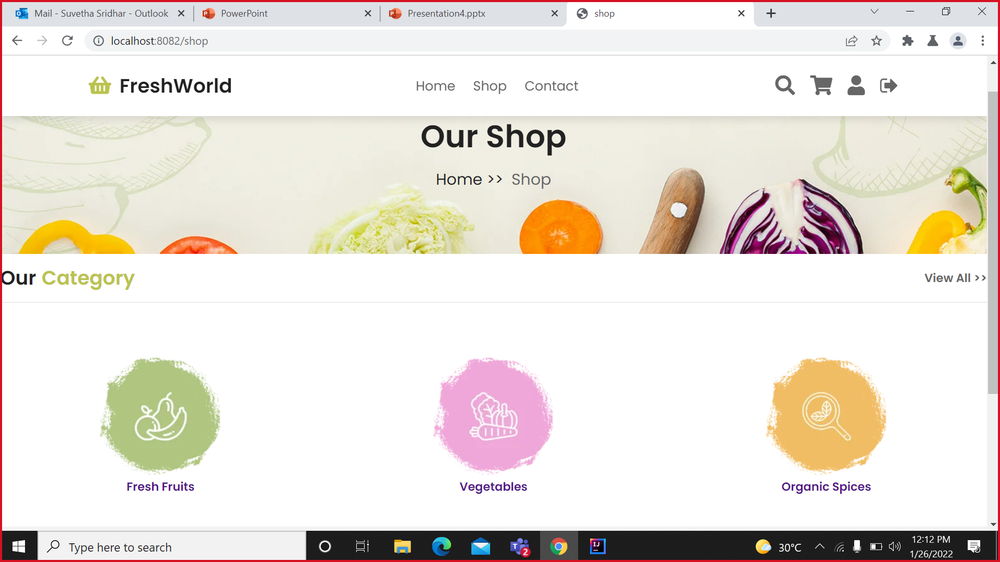 Mail - Suvetha Sridhar - Outlook
PowerPoint
Presentation4.pptx
shop
localhost:8082/shop
FreshWorld
Home Shop Contact
Our Shop
Home >> Shop
Our Category
View All >>
Fresh Fruits
Vegetables
Organic Spices
Type here to search
2
IJ
30°C
12:12 PM
1/26/2022